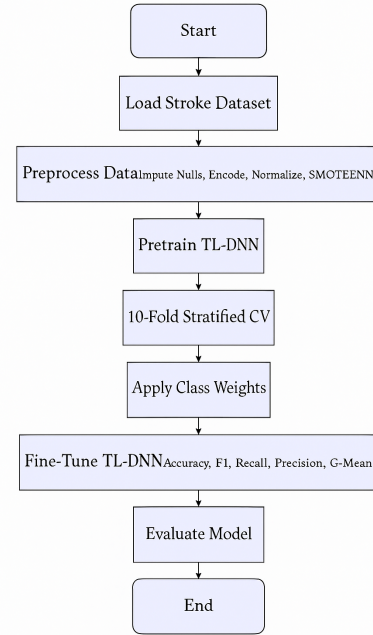 Start
Load Stroke Dataset
Preprocess DataImpute Nulls, Encode, Normalize, SMOTEENN
Pretrain TL-DNN
10-Fold Stratified CV
Apply Class Weights
Fine-Tune TL-DNNAccuracy, F1, Recall, Precision, G-Mean
Evaluate Model
End